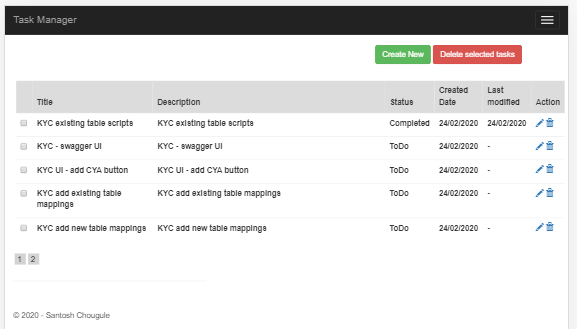 Task Manager
Create New Delete selected tasks
Title Description Status Created Date Last modified Action
KYC existing table scripts KYC existing table scripts Completed 24/02/2020 24/02/2020
KYC - swagger UI KYC - swagger UI ToDo 24/02/2020 -
KYC UI - add CYA button KYC UI - add CYA button ToDo 24/02/2020 -
KYC add existing table mappings KYC add existing table mappings ToDo 24/02/2020 -
KYC add new table mappings KYC add new table mappings ToDo 24/02/2020 -
1 2
© 2020 - Santosh Chougule